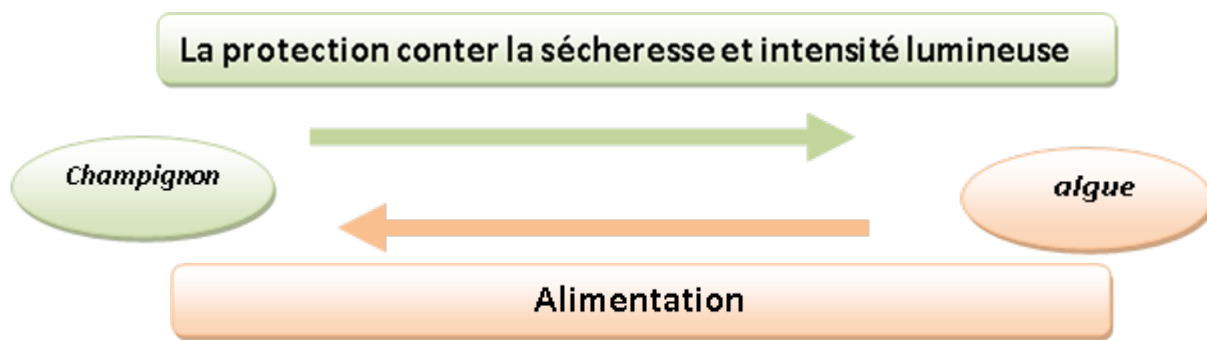 La protection conter la sécheresse et intensité lumineuse
Champignon
algue
Alimentation